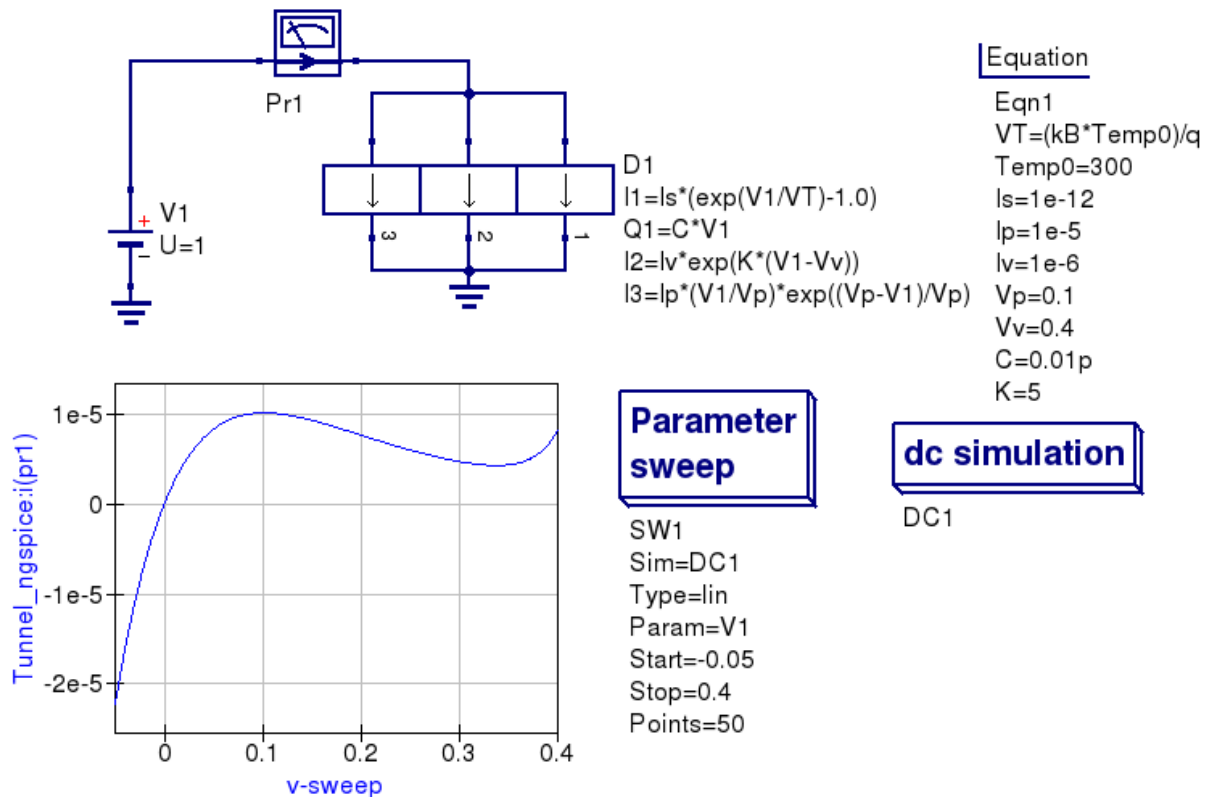 Pr1
V1
U=1
+
_
3
2
1
D1
I1=Is*(exp(V1/VT)-1.0)
Q1=C*V1
I2=Iv*exp(K*(V1-Vv))
I3=Ip*(V1/Vp)*exp((Vp-V1)/Vp)
Equation
Eqn1
VT=(kB*Temp0)/q
Temp0=300
Is=1e-12
Ip=1e-5
Iv=1e-6
Vp=0.1
Vv=0.4
C=0.01p
K=5
Tunnel_ngspice:i(pr1)
1e-5
0
-1e-5
-2e-5
0 0.1 0.2 0.3 0.4
v-sweep
Parameter
sweep
SW1
Sim=DC1
Type=lin
Param=V1
Start=-0.05
Stop=0.4
Points=50
dc simulation
DC1